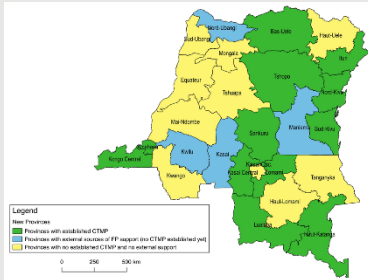 Nord-Ubangi
Bas-Uele
Haut-Uele
Sud-Ubangi
Mongala
Ituri
Tshopo
Equateur
Tshuapa
Nord-Kivu
Mai-Ndombe
Maniema
Sud-Kivu
Sankuru
Kwilu
Kasai
Kinshasa
Kongo Central
Kasai Central
Lomami
Kwango
Tanganyika
Haut-Lomami
Lualaba
Haut-Katanga
Legend
New Provinces
Provinces with established CTMP
Provinces with external sources of FP support (no CTMP established yet)
Provinces with no established CTMP and no external support
0 250 500 km